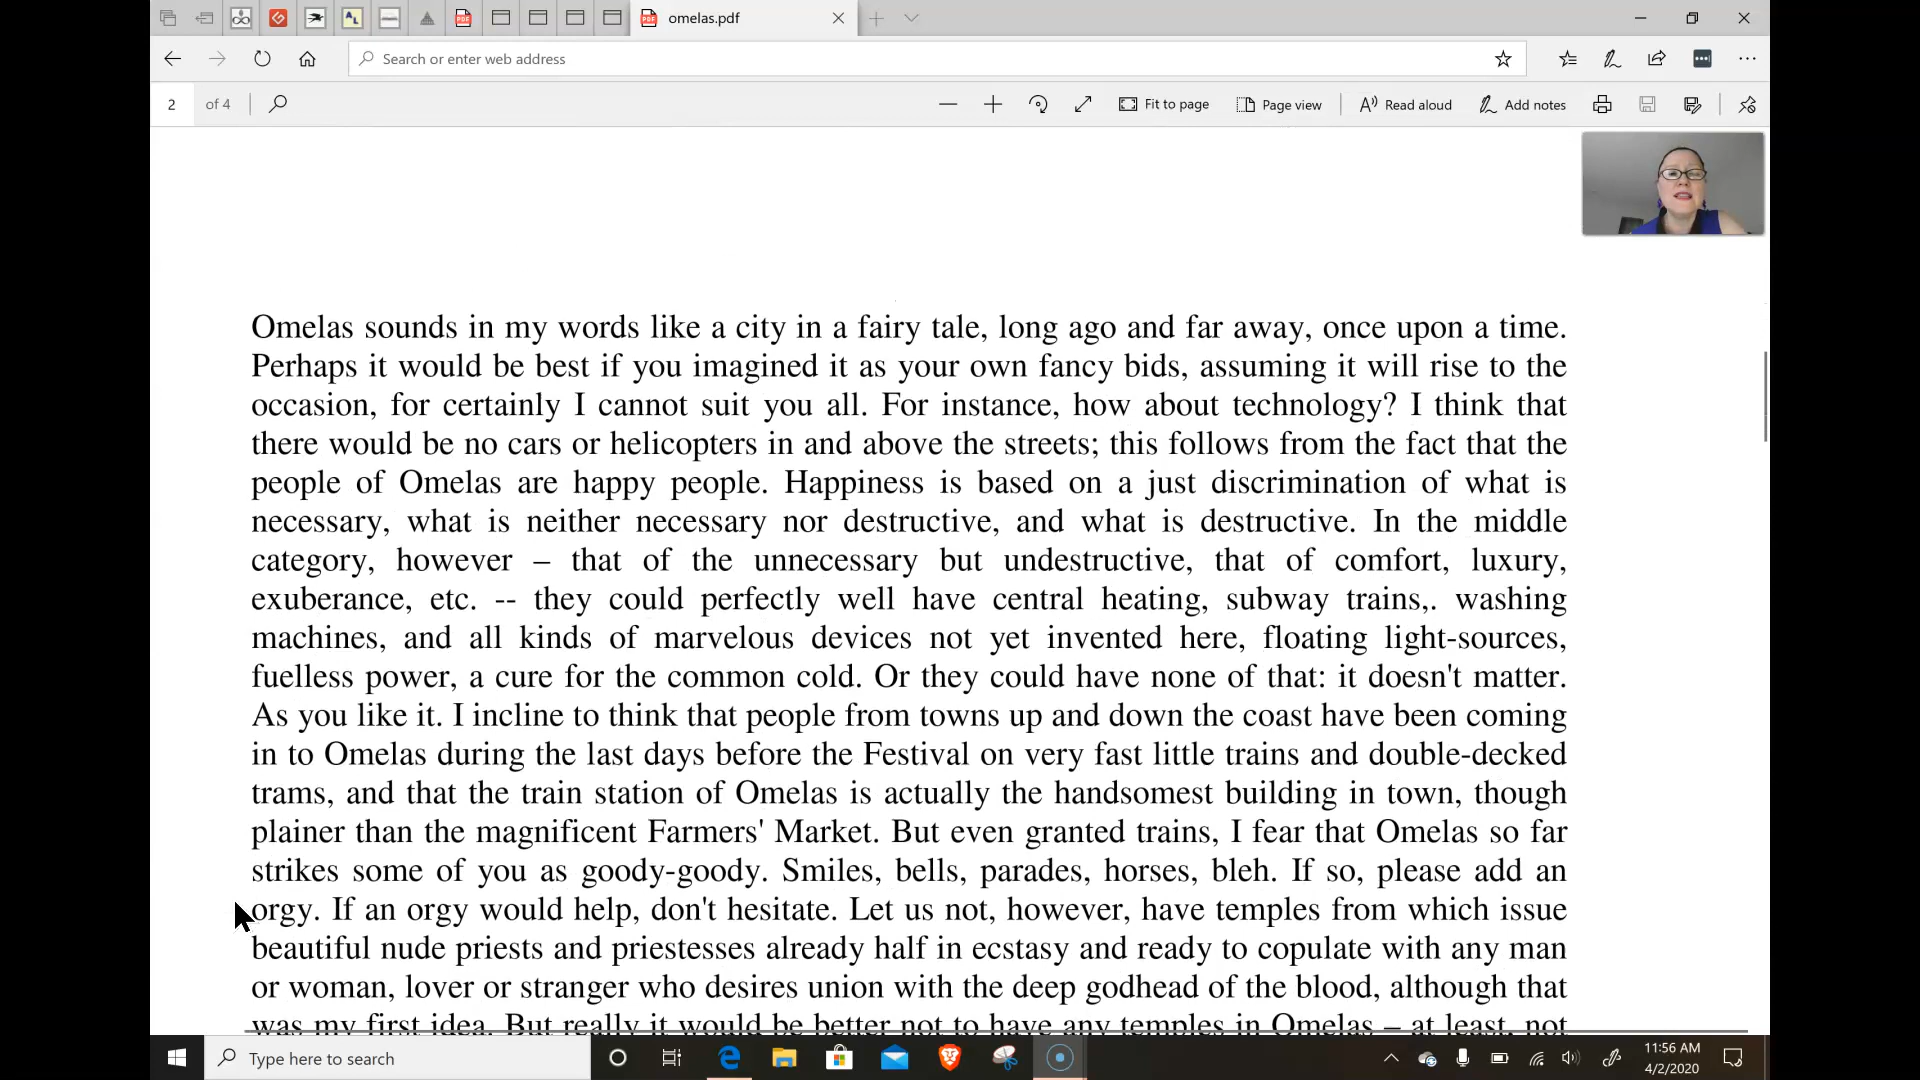 omelas.pdf
Search or enter web address
2 of 4
Fit to page
Page view
Read aloud
Add notes
Omelas sounds in my words like a city in a fairy tale, long ago and far away, once upon a time.
Perhaps it would be best if you imagined it as your own fancy bids, assuming it will rise to the
occasion, for certainly I cannot suit you all. For instance, how about technology? I think that
there would be no cars or helicopters in and above the streets; this follows from the fact that the
people of Omelas are happy people. Happiness is based on a just discrimination of what is
necessary, what is neither necessary nor destructive, and what is destructive. In the middle
category, however – that of the unnecessary but undestructive, that of comfort, luxury,
exuberance, etc. -- they could perfectly well have central heating, subway trains,. washing
machines, and all kinds of marvelous devices not yet invented here, floating light-sources,
fuelless power, a cure for the common cold. Or they could have none of that: it doesn't matter.
As you like it. I incline to think that people from towns up and down the coast have been coming
in to Omelas during the last days before the Festival on very fast little trains and double-decked
trams, and that the train station of Omelas is actually the handsomest building in town, though
plainer than the magnificent Farmers' Market. But even granted trains, I fear that Omelas so far
strikes some of you as goody-goody. Smiles, bells, parades, horses, bleh. If so, please add an
orgy. If an orgy would help, don't hesitate. Let us not, however, have temples from which issue
beautiful nude priests and priestesses already half in ecstasy and ready to copulate with any man
or woman, lover or stranger who desires union with the deep godhead of the blood, although that
was my first idea. But really it would be better not to have any temples in Omelas – at least, not
Type here to search
11:56 AM
4/2/2020